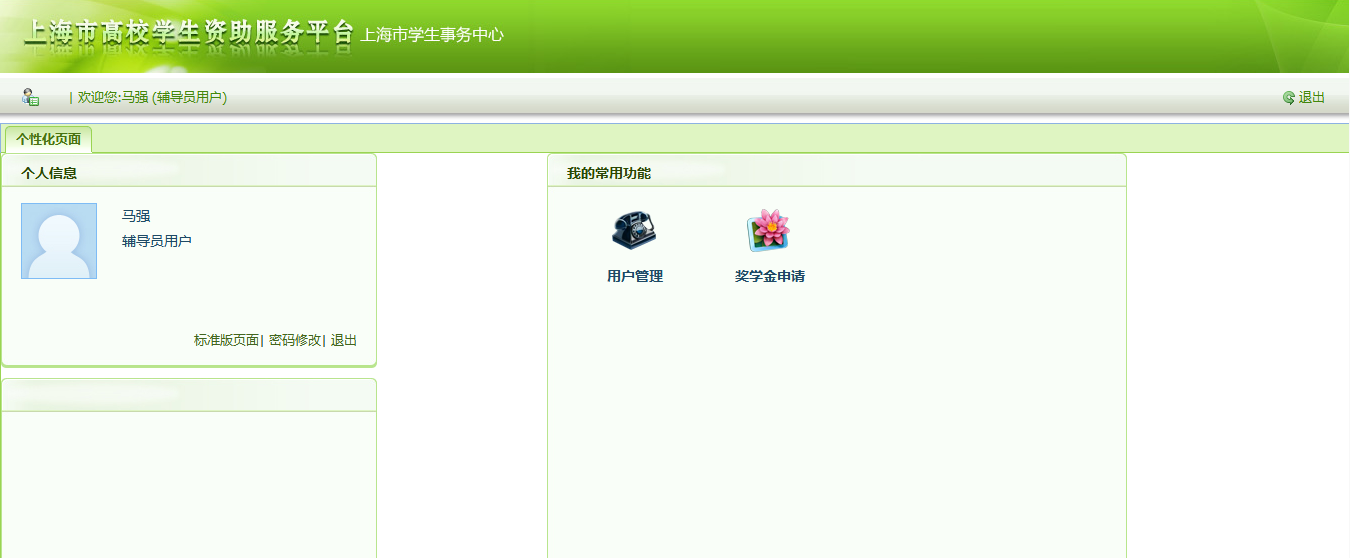 上海市高校学生资助服务平台 上海市学生事务中心
| 欢迎您:马强 (辅导员用户)
退出
个性化页面
个人信息
马强
辅导员用户
标准版页面| 密码修改| 退出
我的常用功能
用户管理
奖学金申请